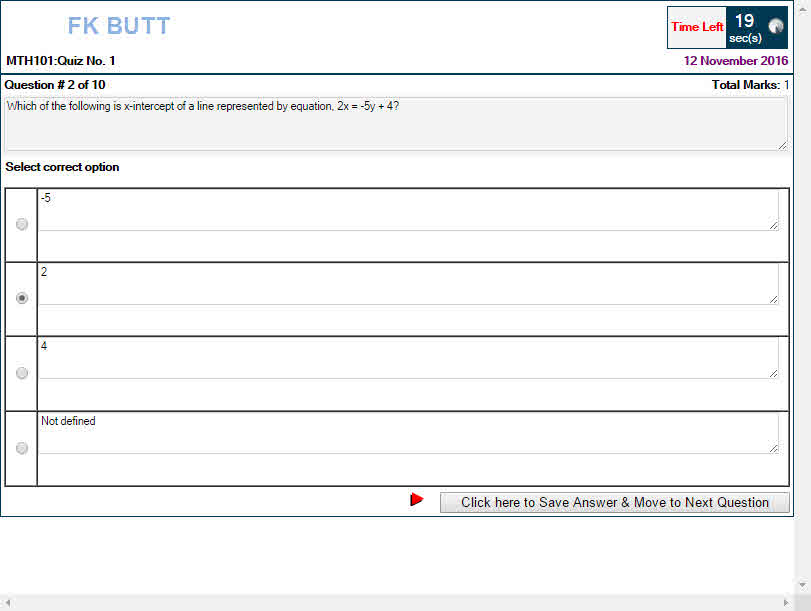 FK BUTT
Time Left 19
sec(s)
MTH101:Quiz No. 1
12 November 2016
Question # 2 of 10
Total Marks: 1
Which of the following is x-intercept of a line represented by equation, 2x = -5y + 4?
Select correct option
-5
2
4
Not defined
Click here to Save Answer & Move to Next Question